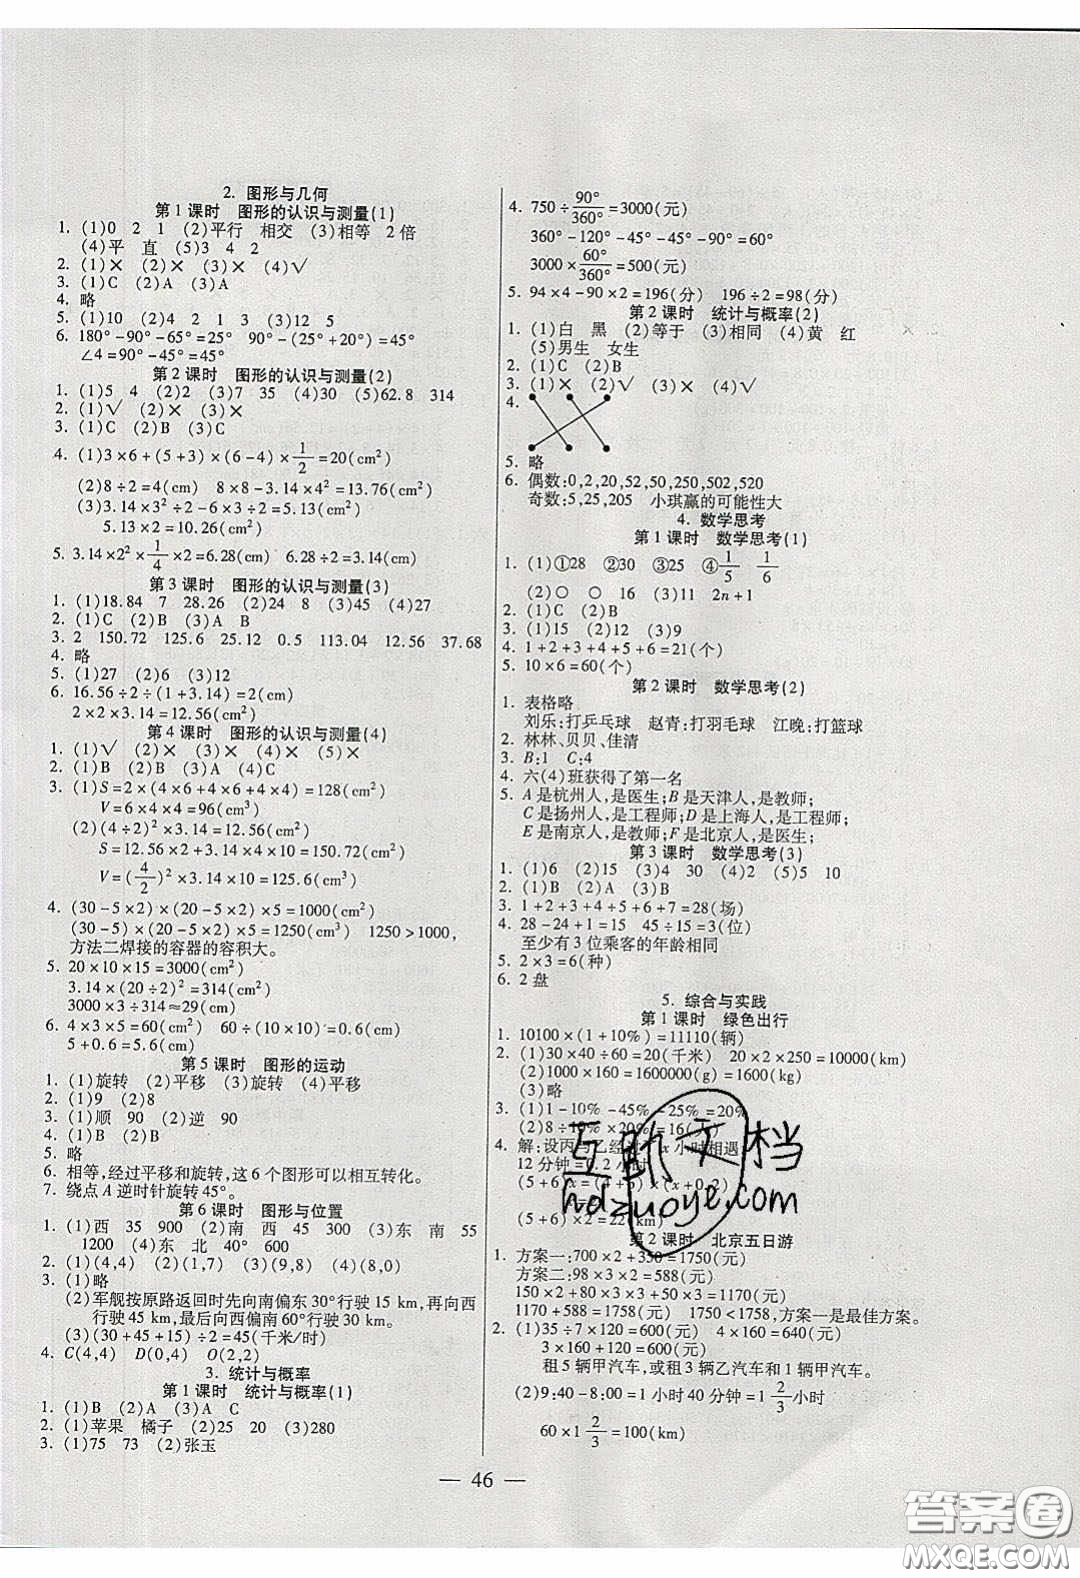 2. 图形与几何
第1课时　图形的认识与测量(1)
1. (1)0　2　1　(2)平行　相交　(3)相等　2倍
(4)平　直　(5)3　4　2
2. (1)×　(2)×　(3)×　(4)√
3. (1)C　(2)A　(3)A
4. 略
5. (1)10　(2)4　2　1　9　(3)12　5
6. 180°-90°-65°=25°　90°-(25°+20°)=45°
∠4=90°-45°=45°
第2课时　图形的认识与测量(2)
1. (1)5　4　(2)2　(3)7　35　(4)30　(5)62.8　314
2. (1)√　(2)×　(3)×
3. (1)C　(2)B　(3)C
4. (1)3×6+(5+3)×(6-4)×1/2=20(cm²)
(2)8÷2=4(cm)　8×8-3.14×4²=13.76(cm²)
(3)3.14×3²÷2-6×3÷2=5.13(cm²)
5.13×2=10.26(cm²)
5. 3.14×2²×1/4×2=6.28(cm)　6.28÷2=3.14(cm²)
第3课时　图形的认识与测量(3)
1. (1)18.84　7　28.26　(2)24　8　(3)45　(4)27
2. (1)C　(2)B　(3)A　B
3. 2　150.72　125.6　25.12　0.5　113.04　12.56　37.68
4. 略
5. (1)27　(2)6　(3)12
6. 16.56÷2÷(1+3.14)=2(cm)
2×2×3.14=12.56(cm²)
第4课时　图形的认识与测量(4)
1. (1)√　(2)×　(3)×　(4)×
2. (1)B　(2)B　(3)A
3. (1)S=2×(4×6+4×6+4×4)=128(cm²)
V=6×4×4=96(cm³)
(2)(4÷2)²×3.14=12.56(cm²)
S=12.56×2+12.56×10=150.72(cm²)
V=(4/2)²×3.14×10=125.6(cm³)
4. (30-5×2)×(20-5×2)×5=1000(cm³)
(30-5)×(20-5×2)×5=1250(cm³)　1250>1000,
方法二焊接的容器的容积大。
5. 20×10×15=3000(cm³)
3.14×(20÷2)²=314(cm²)
3000×3÷314≈29(cm)
6. 4×3×5=60(cm³)　60÷(10×10)=0.6(cm)
5+0.6=5.6(cm)
第5课时　图形的运动
1. (1)旋转　(2)平移　(3)旋转　(4)平移
2. (1)9　(2)8
3. (1)顺　90　(2)逆　90
4. (1)B　(2)B
5. 略
6. 相等,经过平移和旋转,这6个图形可以相互转化。
7. 绕点A逆时针旋转45°。
第6课时　图形与位置
1. (1)西　35　900　(2)南　西　45　300　(3)东　南　55
1200　(4)东　北　40°　600
2. (1)(4,4)　(2)(1,7)　(3)(9,8)　(4)(8,0)
3. (1)略
(2)军舰按原路返回时先向南偏东30°行驶15 km,再向西
行驶45 km,最后向西偏南60°行驶30 km.
(3)(30+45+15)÷2=45(千米/时)
4. C(4,4)　D(0,4)　O(2,2)
3. 统计与概率
第1课时　统计与概率(1)
1. (1)B　(2)A　(3)A　C
2. (1)苹果　橘子　(2)25　20　(3)280
3. (1)75　73　(2)张玉
4. 750÷90°/360°=3000(元)
360°-120°-45°-45°-90°=60°
3000×60°/360°=500(元)
5. 94×4-90×2=196(分)　196÷2=98(分)
第2课时　统计与概率(2)
1. (1)白　黑　(2)等于　(3)相同　(4)黄　红
(5)男生　女生
2. (1)C　(2)B
3. (1)×　(2)√　(3)×　(4)×
4.
5. 略
6. 偶数:0,2,20,52,50,250,502,520
奇数:5,25,205　小琪赢的可能性大
4. 数学思考
第1课时　数学思考(1)
1. (1)①28　②30　③25　④1/5　1/6
(2)○　○　16　(3)11　2n+1
2. (1)C　(2)B
3. (1)15　(2)13　(3)9
4. 1+2+3+4+5+6=21(个)
5. 10×6=60(个)
第2课时　数学思考(2)
1. 表格略
刘乐:打乒乓球　赵青:打羽毛球　江晚:打篮球
2. 林林、贝贝、佳清
3. B:1　C:4
4. 六(4)班获得了第一名
5. A是杭州人,是医生;B是天津人,是教师;
C是扬州人,是工程师;D是上海人,是工程师;
E是南京人,是教师;F是北京人,是医生;
第3课时　数学思考(3)
1. (1)6　(2)15　(3)4　30　(4)2　(5)5　10
2. (1)B　(2)A　(3)B
3. 1+2+3+4+5+6+7=28(场)
4. 28-24+1=15　45÷15=3(位)
至少有3位乘客的年龄相同
5. 2×3=6(种)
6. 2盘
5. 综合与实践
第1课时　绿色出行
1. 10100×(1+10%)=11110(辆)
2. (1)30×40÷60=20(千米)　20×2×250=10000(km)
(2)1000×160=1600000(g)=1600(kg)
(3)略
3. (1)1-10%-45%-25%=20%
(2)8÷10%×20%=16(元)
4. 解:设丙与乙经过x小时相遇
12分钟=0.2小时
(5+6)x=(4+6)×(x+0.2)
(5+6)×2=22(km)
第2课时　北京五日游
1. 方案一:700×2+350=1750(元)
方案二:98×3×2=588(元)
150×2+80×3+80×3+50×3=1170(元)
1170+588=1758(元)　1750<1758,方案一是最佳方案。
2. (1)35÷7×120=600(元)　4×160=640(元)
3×160+120=600(元)
租5辆甲汽车,或租3辆乙汽车和1辆甲汽车。
(2)9:40-8:00=1小时40分钟=1 2/3小时
60×1 2/3=100(km)
互助文档
hdzuoye.com
— 46 —
答案圈
MXQE.COM